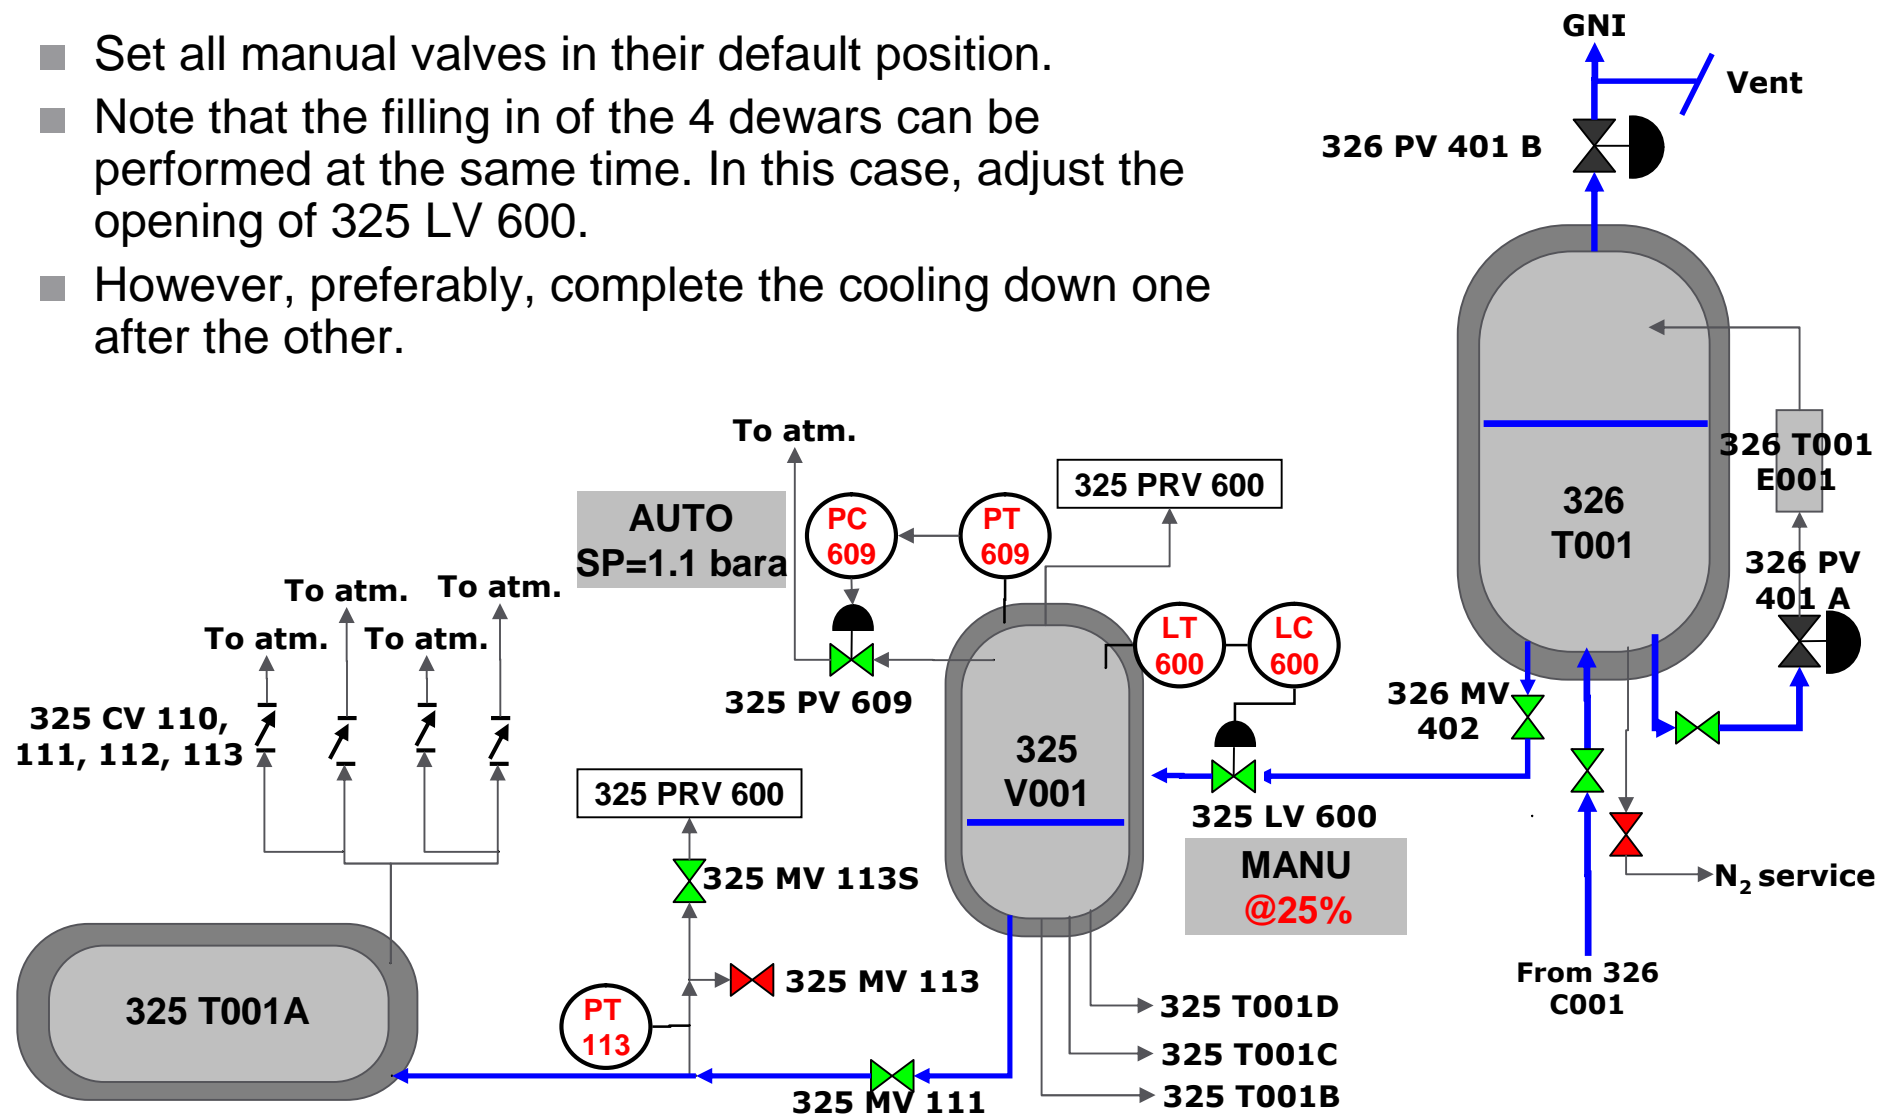 Set all manual valves in their default position.
Note that the filling in of the 4 dewars can be
performed at the same time. In this case, adjust the
opening of 325 LV 600.
However, preferably, complete the cooling down one
after the other.
GNI
Vent
326 PV 401 B
326 T001
E001
326
T001
326 PV
401 A
To atm.
325 PRV 600
AUTO
SP=1.1 bara
PC
609
PT
609
To atm.
To atm.
To atm.
To atm.
LT
600
LC
600
325 PV 609
326 MV
402
325 CV 110,
111, 112, 113
325
V001
325 PRV 600
325 LV 600
MANU
@25%
325 MV 113S
N2 service
325 MV 113
From 326
C001
325 T001A
PT
113
325 T001D
325 T001C
325 T001B
325 MV 111